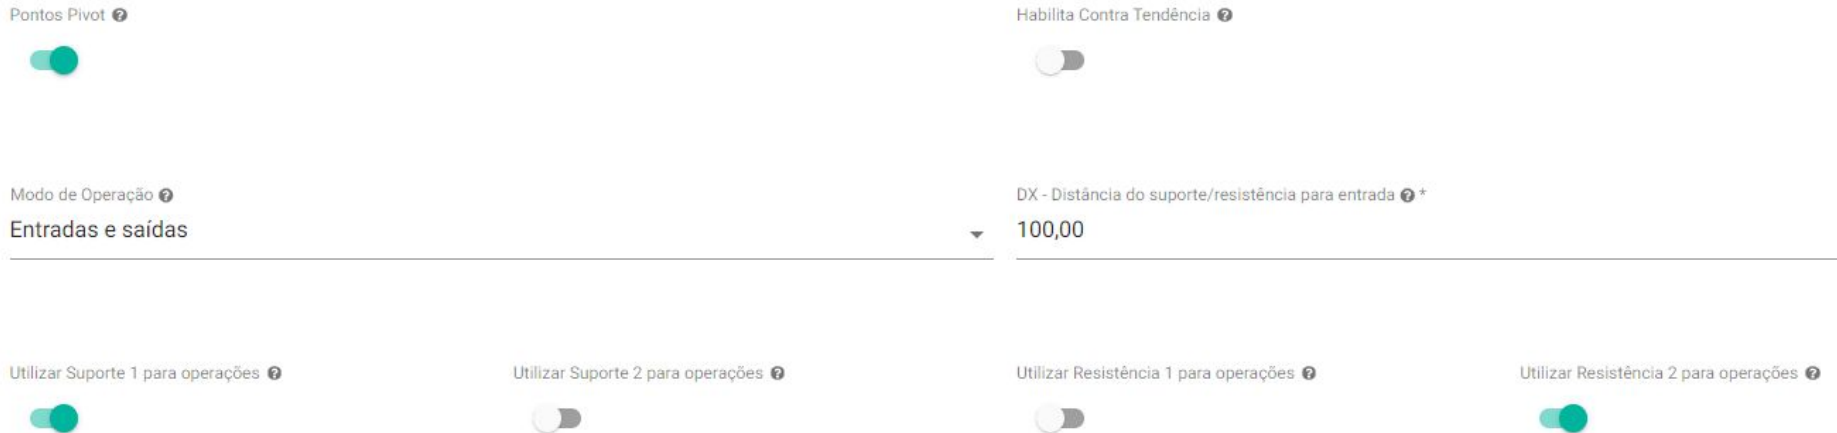 Pontos Pivot
Habilita Contra Tendência
Modo de Operação
Entradas e saídas
DX - Distância do suporte/resistência para entrada *
100,00
Utilizar Suporte 1 para operações
Utilizar Suporte 2 para operações
Utilizar Resistência 1 para operações
Utilizar Resistência 2 para operações